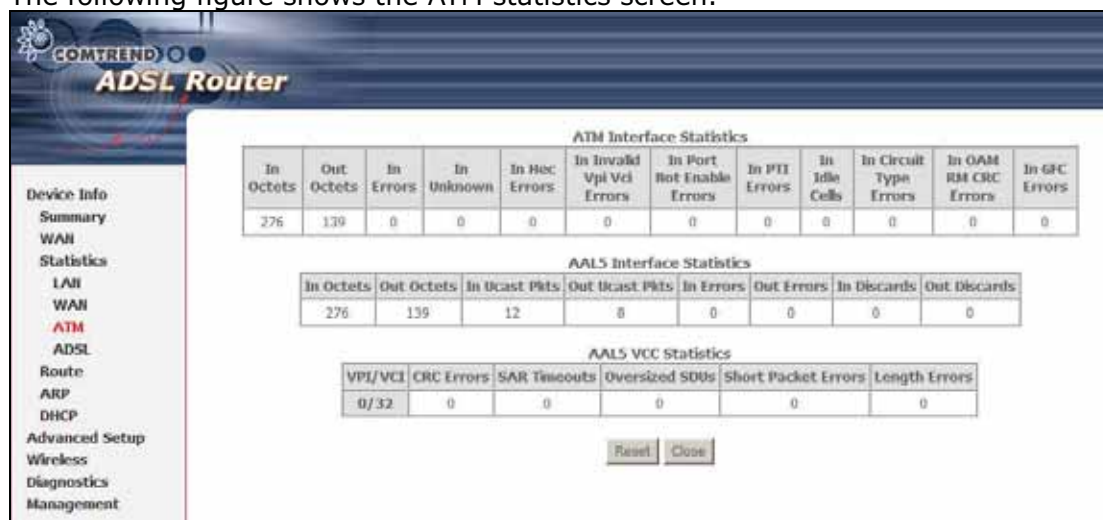 The following figure shows the ATM statistics screen.
COMTREND
ADSL Router
Device Info
Summary
WAN
Statistics
LAN
WAN
ATM
ADSL
Route
ARP
DHCP
Advanced Setup
Wireless
Diagnostics
Management
ATM Interface Statistics
In Octets Out Octets In Errors In Unknown In Hec Errors In Invalid Vpi Vci Errors In Port Not Enable Errors In PTI Errors In Idle Cells In Circuit Type Errors In OAM RM CRC Errors In GFC Errors
276 139 0 0 0 0 0 0 0 0 0 0
AAL5 Interface Statistics
In Octets Out Octets In Ucast Pkts Out Ucast Pkts In Errors Out Errors In Discards Out Discards
276 139 12 8 0 0 0 0
AAL5 VCC Statistics
VPI/VCI CRC Errors SAR Timeouts Oversized SDUs Short Packet Errors Length Errors
0/32 0 0 0 0 0
Reset Close